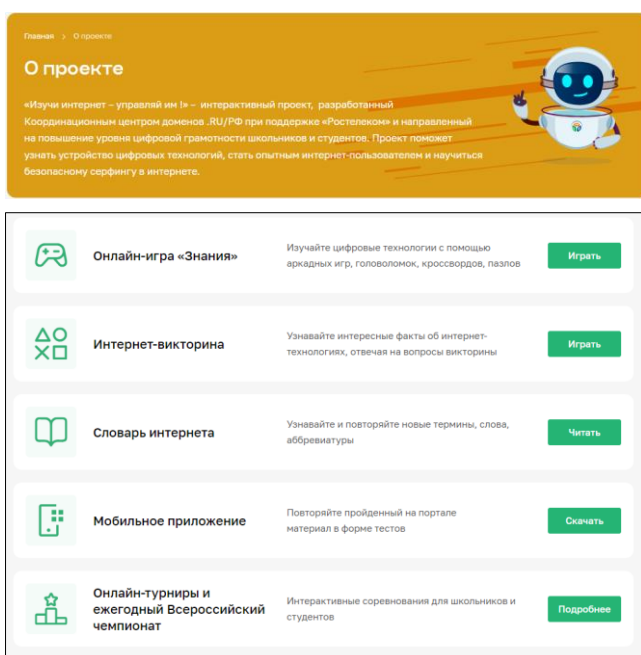 Главная > О проекте
О проекте
«Изучи интернет – управляй им !» – интерактивный проект, разработанный
Координационным центром доменов .RU/РФ при поддержке «Ростелеком» и направленный
на повышение уровня цифровой грамотности школьников и студентов. Проект поможет
узнать устройство цифровых технологий, стать опытным интернет-пользователем и научиться
безопасному серфингу в интернете.
Онлайн-игра «Знания»
Изучайте цифровые технологии с помощью
аркадных игр, головоломок, кроссвордов, пазлов
Играть
Интернет-викторина
Узнавайте интересные факты об интернет-
технологиях, отвечая на вопросы викторины
Играть
Словарь интернета
Узнавайте и повторяйте новые термины, слова,
аббревиатуры
Читать
Мобильное приложение
Повторяйте пройденный на портале
материал в форме тестов
Скачать
Онлайн-турниры и
ежегодный Всероссийский
чемпионат
Интерактивные соревнования для школьников и
студентов
Подробнее